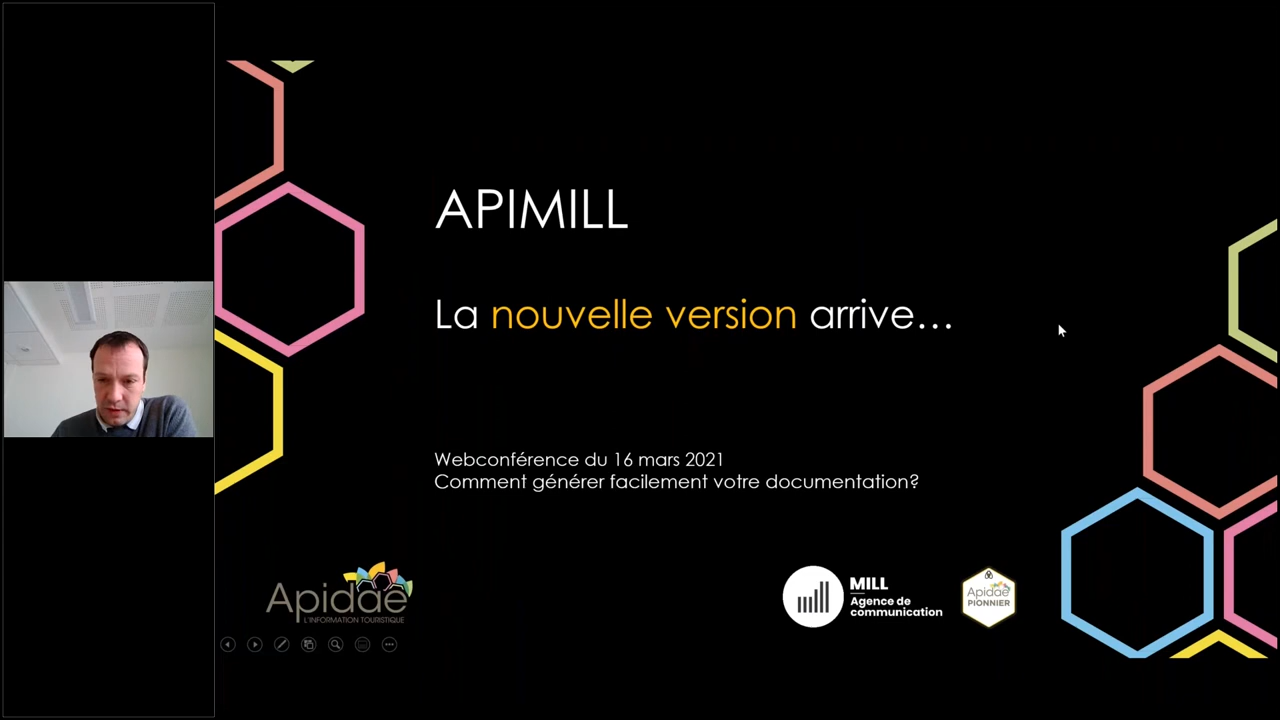 APIMILL
La nouvelle version arrive...
Webconférence du 16 mars 2021
Comment générer facilement votre documentation?
Apidae
L'INFORMATION TOURISTIQUE
MILL
Agence de
communication
Apidae
PIONNIER